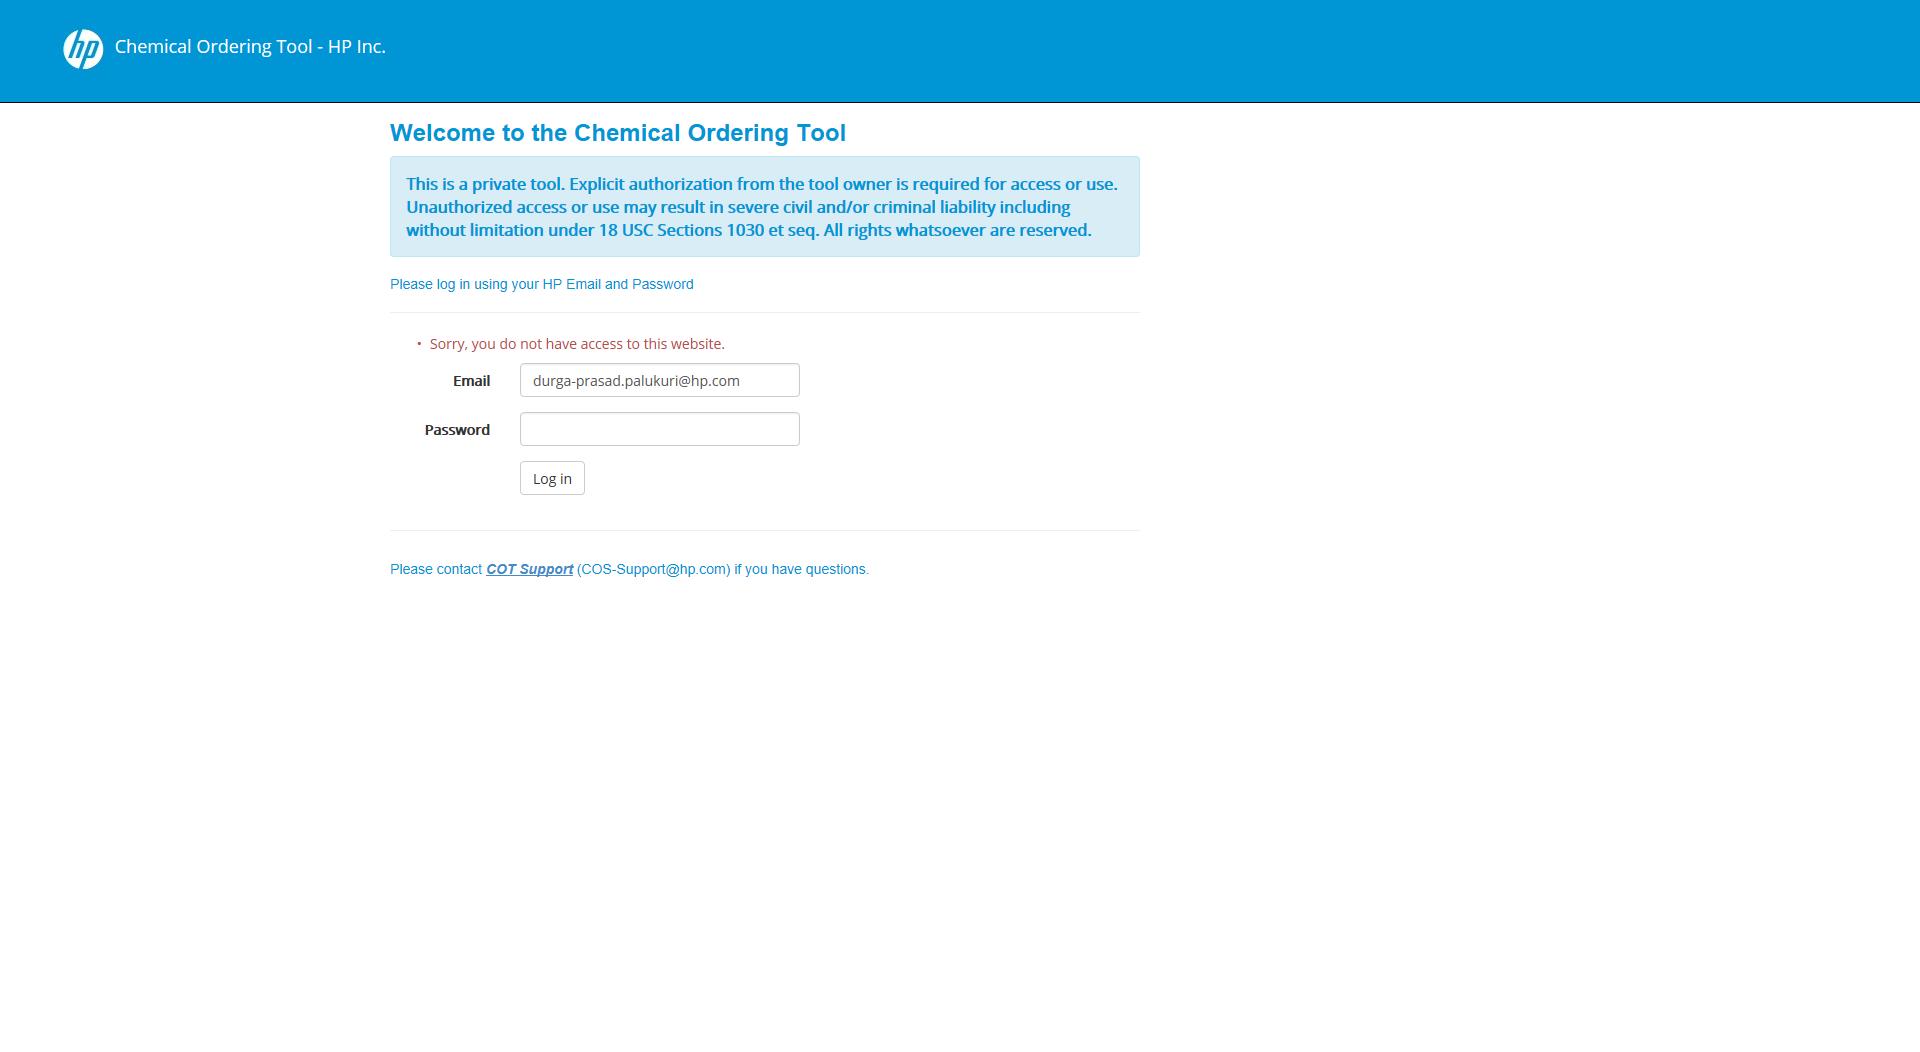 hp Chemical Ordering Tool - HP Inc.
Welcome to the Chemical Ordering Tool
This is a private tool. Explicit authorization from the tool owner is required for access or use.
Unauthorized access or use may result in severe civil and/or criminal liability including
without limitation under 18 USC Sections 1030 et seq. All rights whatsoever are reserved.
Please log in using your HP Email and Password
• Sorry, you do not have access to this website.
Email durga-prasad.palukuri@hp.com
Password
Log in
Please contact COT Support (COS-Support@hp.com) if you have questions.